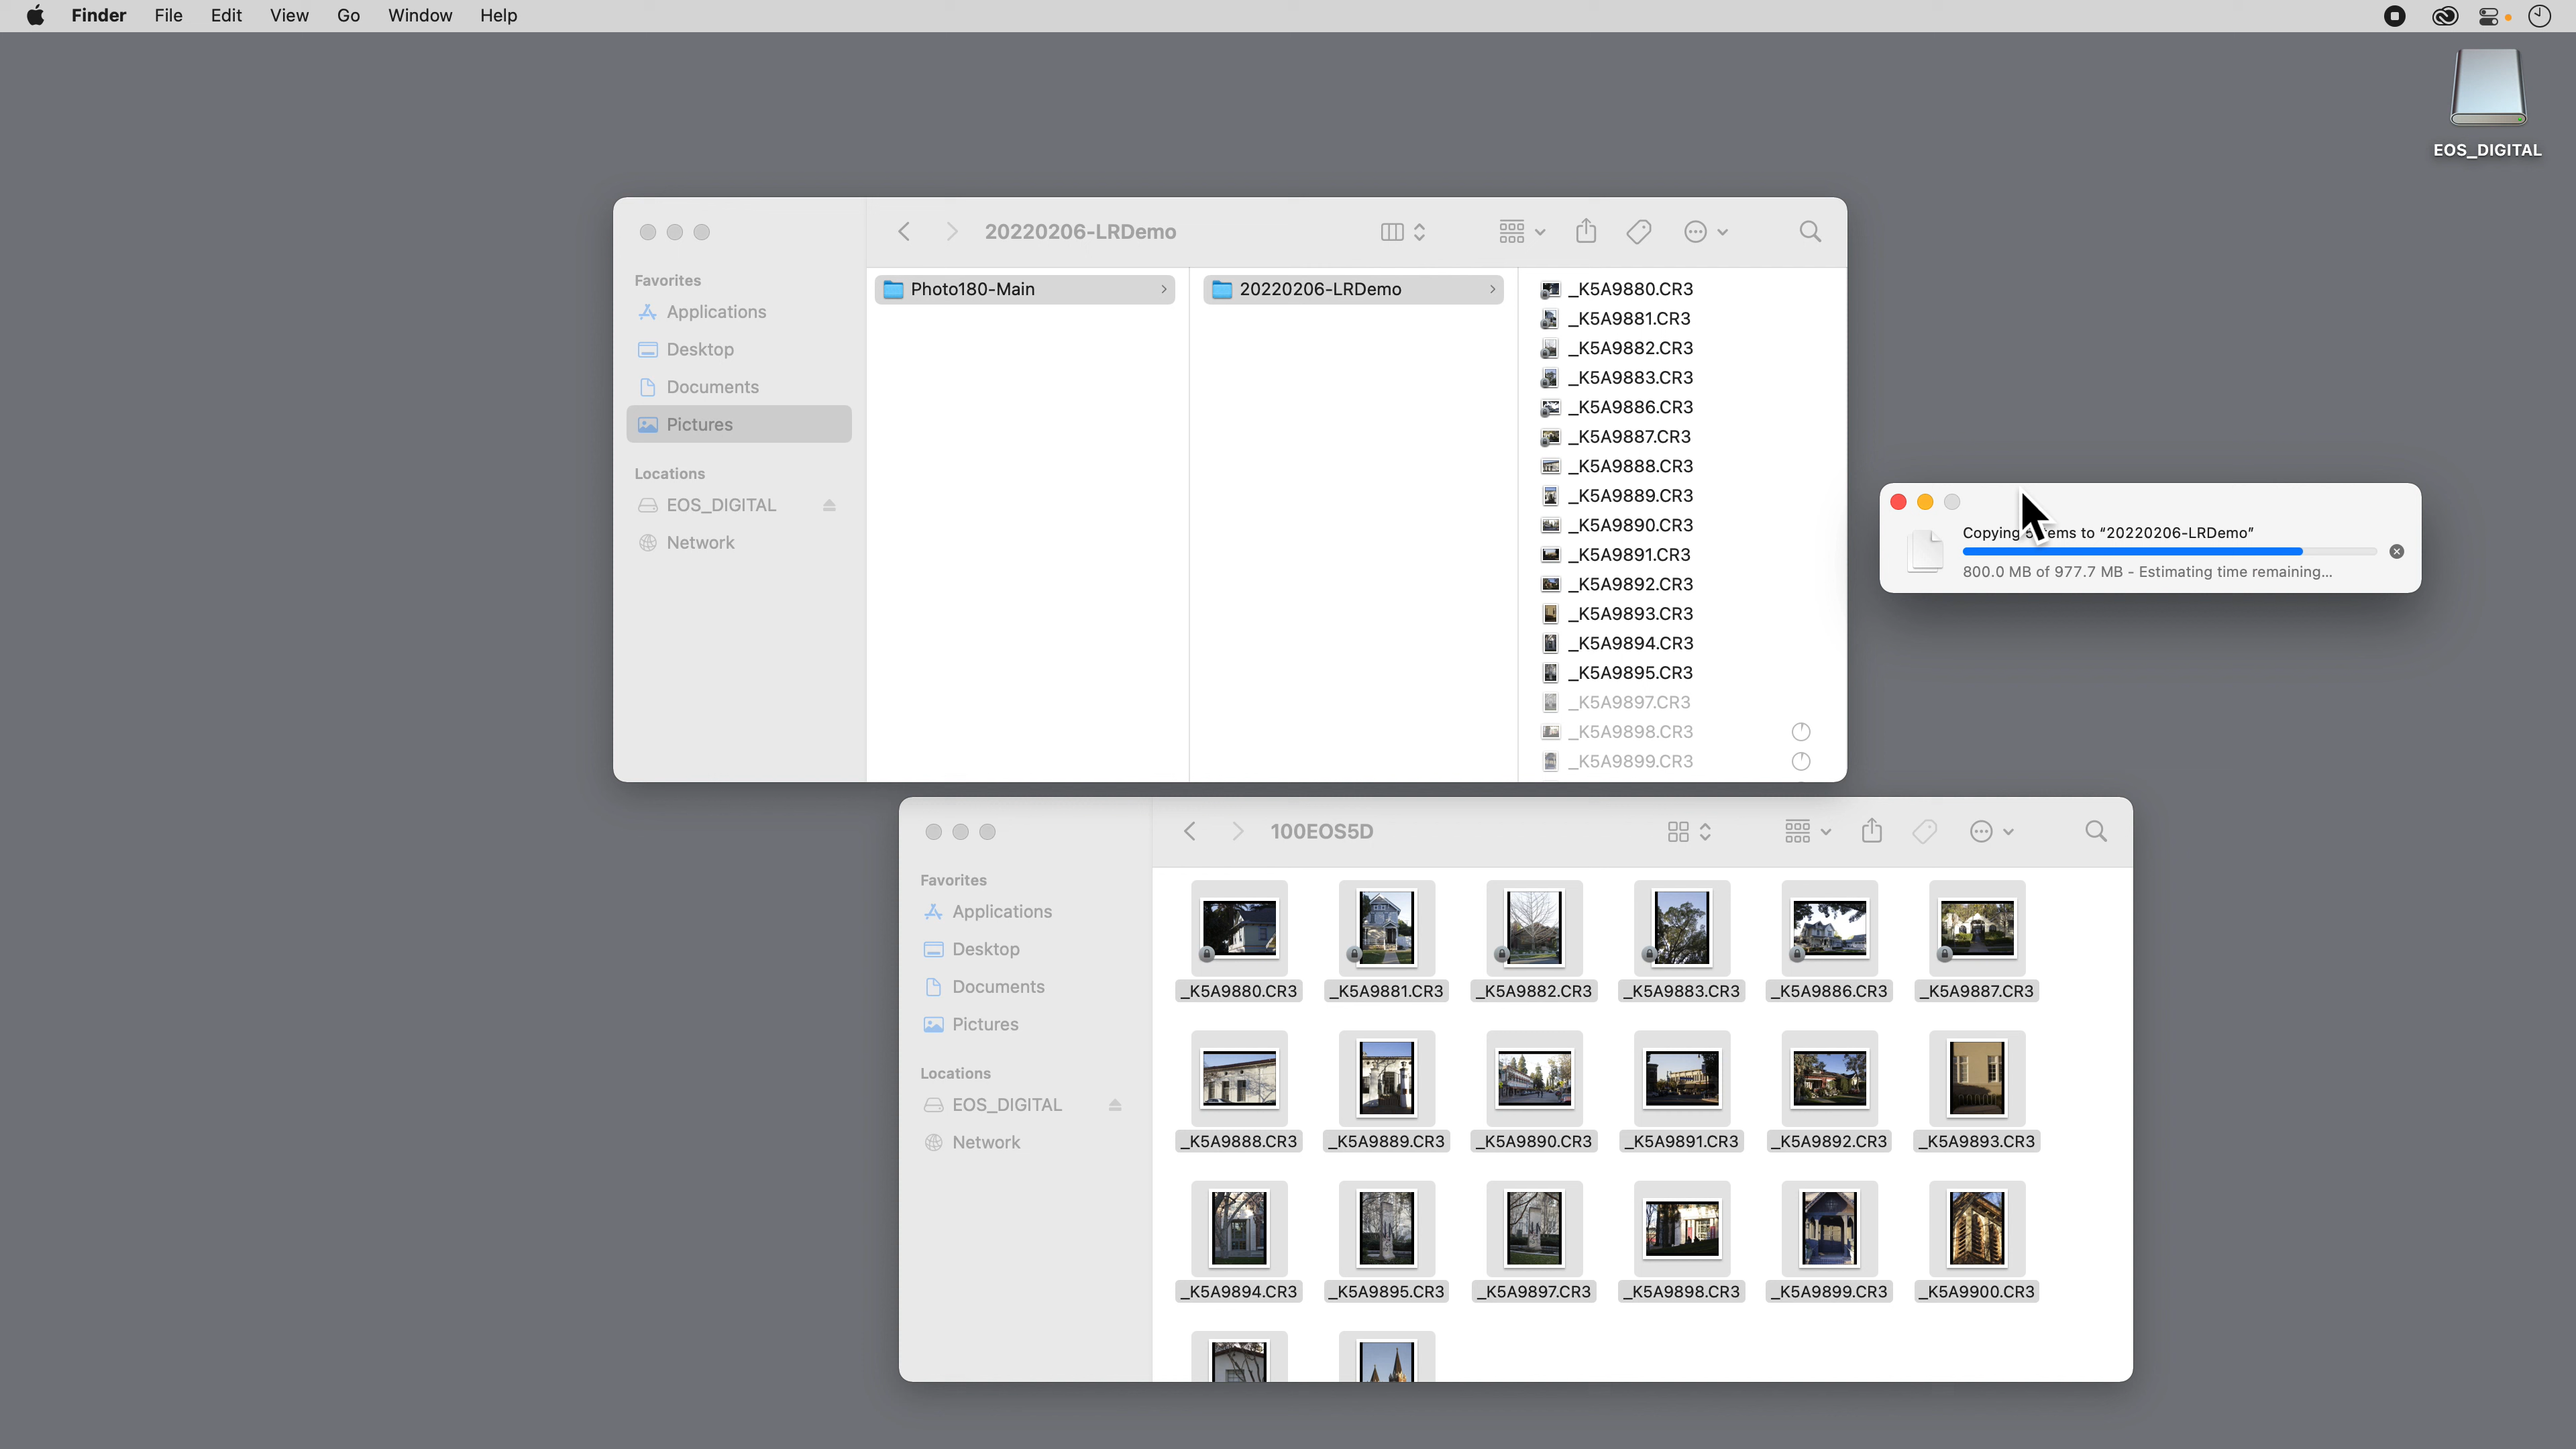 Finder File Edit View Go Window Help
EOS_DIGITAL
20220206-LRDemo
Favorites
Applications
Desktop
Documents
Pictures
Locations
EOS_DIGITAL
Network
Photo180-Main
20220206-LRDemo
_K5A9880.CR3
_K5A9881.CR3
_K5A9882.CR3
_K5A9883.CR3
_K5A9886.CR3
_K5A9887.CR3
_K5A9888.CR3
_K5A9889.CR3
_K5A9890.CR3
_K5A9891.CR3
_K5A9892.CR3
_K5A9893.CR3
_K5A9894.CR3
_K5A9895.CR3
_K5A9897.CR3
_K5A9898.CR3
_K5A9899.CR3
Copying to “20220206-LRDemo”
800.0 MB of 977.7 MB - Estimating time remaining...
100EOS5D
Favorites
Applications
Desktop
Documents
Pictures
Locations
EOS_DIGITAL
Network
_K5A9880.CR3 _K5A9881.CR3 _K5A9882.CR3 _K5A9883.CR3 _K5A9886.CR3 _K5A9887.CR3
_K5A9888.CR3 _K5A9889.CR3 _K5A9890.CR3 _K5A9891.CR3 _K5A9892.CR3 _K5A9893.CR3
_K5A9894.CR3 _K5A9895.CR3 _K5A9897.CR3 _K5A9898.CR3 _K5A9899.CR3 _K5A9900.CR3